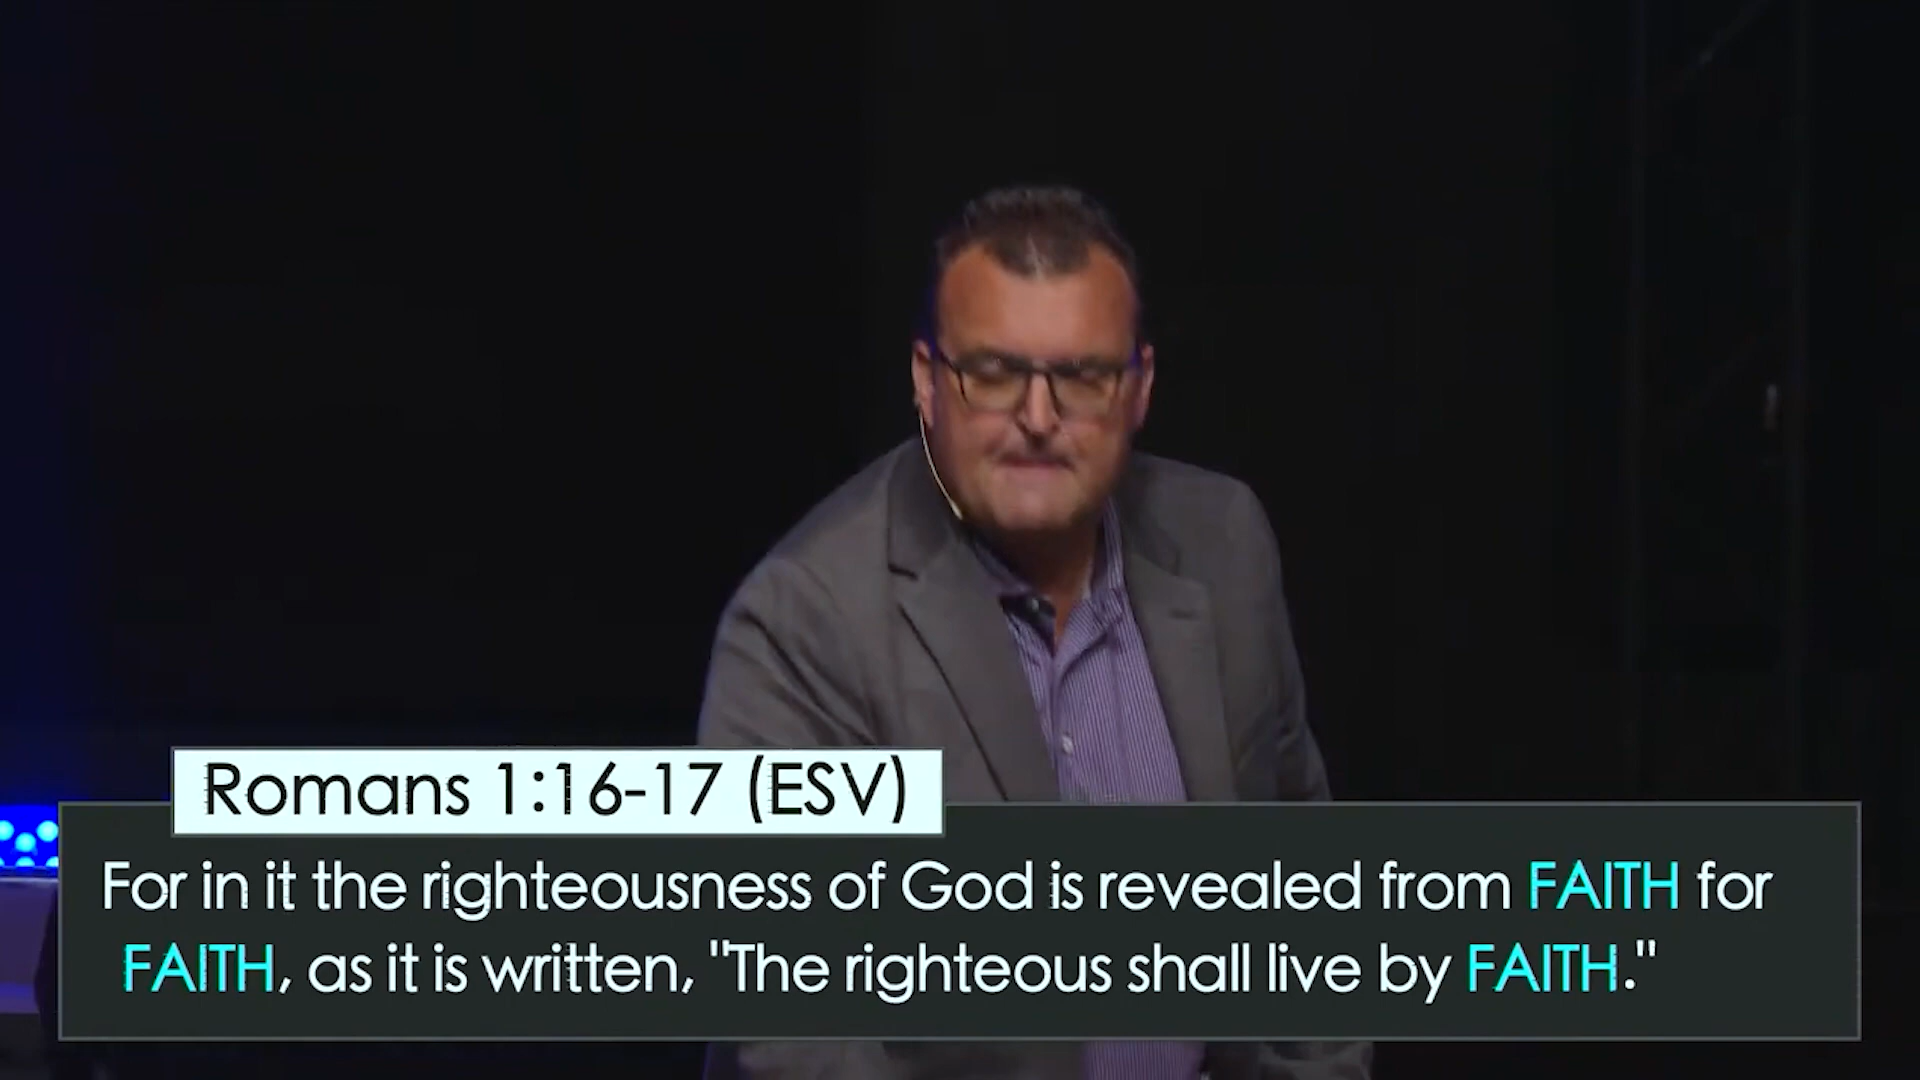 Romans 1:16-17 (ESV)
For in it the righteousness of God is revealed from FAITH for
FAITH, as it is written, "The righteous shall live by FAITH."